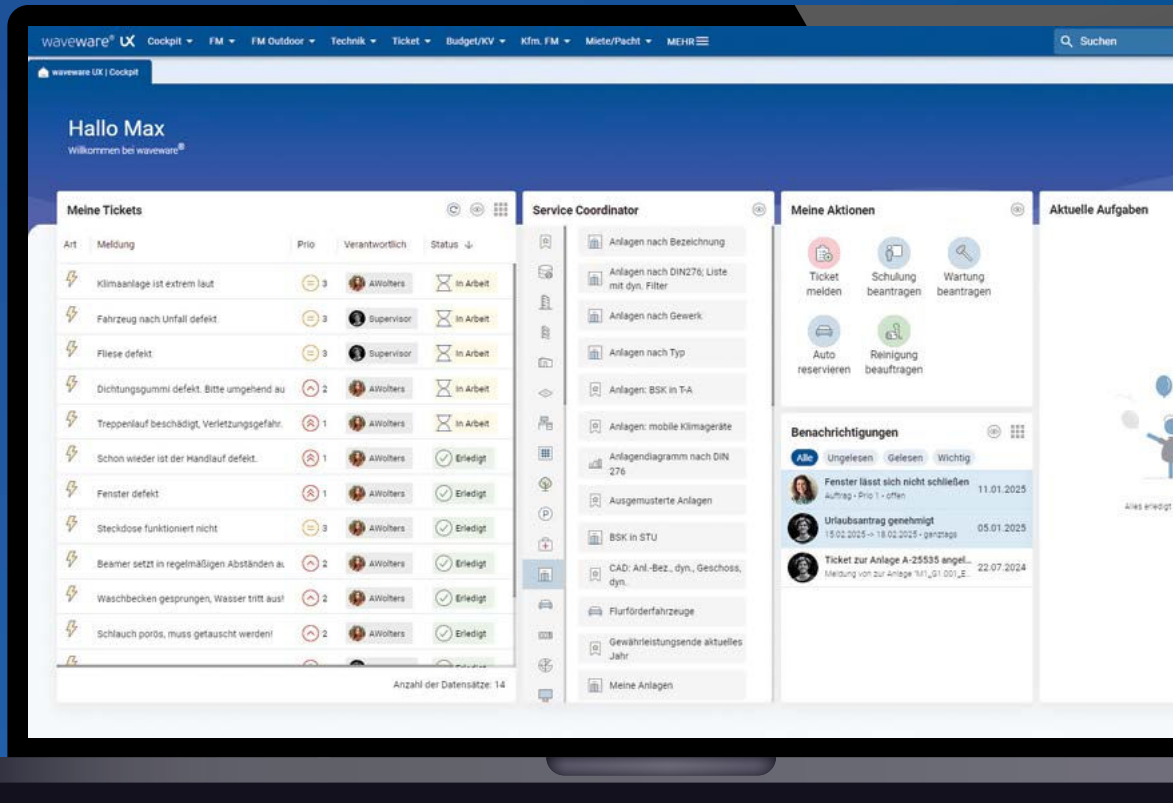 waveware® UX Cockpit FM FM Outdoor Technik Ticket Budget/KV Kfm. FM Miete/Pacht MEHR Suchen
waveware UX | Cockpit
Hallo Max
Willkommen bei waveware®
Meine Tickets
Art Meldung Prio Verantwortlich Status
Klimaanlage ist extrem laut 3 AWolters In Arbeit
Fahrzeug nach Unfall defekt 3 Supervisor In Arbeit
Fliese defekt 3 Supervisor In Arbeit
Dichtungsgummi defekt. Bitte umgehend au 2 AWolters In Arbeit
Treppenlauf beschädigt, Verletzungsgefahr. 1 AWolters In Arbeit
Schon wieder ist der Handlauf defekt. 1 AWolters Erledigt
Fenster defekt 1 AWolters Erledigt
Steckdose funktioniert nicht 3 AWolters Erledigt
Beamer setzt in regelmäßigen Abständen au 2 AWolters Erledigt
Waschbecken gesprungen, Wasser tritt aus! 2 AWolters Erledigt
Schlauch porös, muss getauscht werden! 2 AWolters Erledigt
Anzahl der Datensätze: 14
Service Coordinator
Anlagen nach Bezeichnung
Anlagen nach DIN276; Liste
mit dyn. Filter
Anlagen nach Gewerk
Anlagen nach Typ
Anlagen: BSK in T-A
Anlagen: mobile Klimageräte
Anlagendiagramm nach DIN
276
Ausgemusterte Anlagen
BSK in STU
CAD: Anl.-Bez., dyn., Geschoss,
dyn.
Flurförderfahrzeuge
Gewährleistungsende aktuelles
Jahr
Meine Anlagen
Meine Aktionen
Ticket
melden
Schulung
beantragen
Wartung
beantragen
Auto
reservieren
Reinigung
beauftragen
Benachrichtigungen
Alle Ungelesen Gelesen Wichtig
Fenster lässt sich nicht schließen
Auftrag - Prio 1 - offen
11.01.2025
Urlaubsantrag genehmigt
15.02.2025 -> 18.02.2025 - ganztags
05.01.2025
Ticket zur Anlage A-25535 angel...
Meldung von zur Anlage "M1_G1.001_E...
22.07.2024
Aktuelle Aufgaben
Alles erledigt